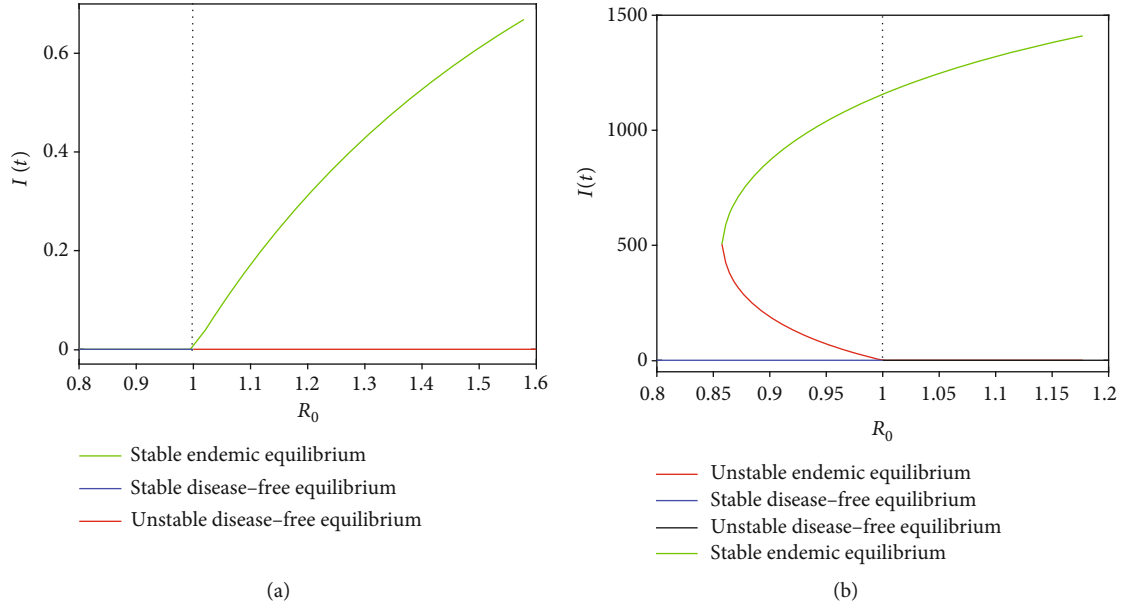 0.6
0.4
0.2
0
I (t)
0.8 0.9 1 1.1 1.2 1.3 1.4 1.5 1.6
R0
Stable endemic equilibrium
Stable disease–free equilibrium
Unstable disease–free equilibrium
(a)
1500
1000
500
0
I(t)
0.8 0.85 0.9 0.95 1 1.05 1.1 1.15 1.2
R0
Unstable endemic equilibrium
Stable disease–free equilibrium
Unstable disease–free equilibrium
Stable endemic equilibrium
(b)